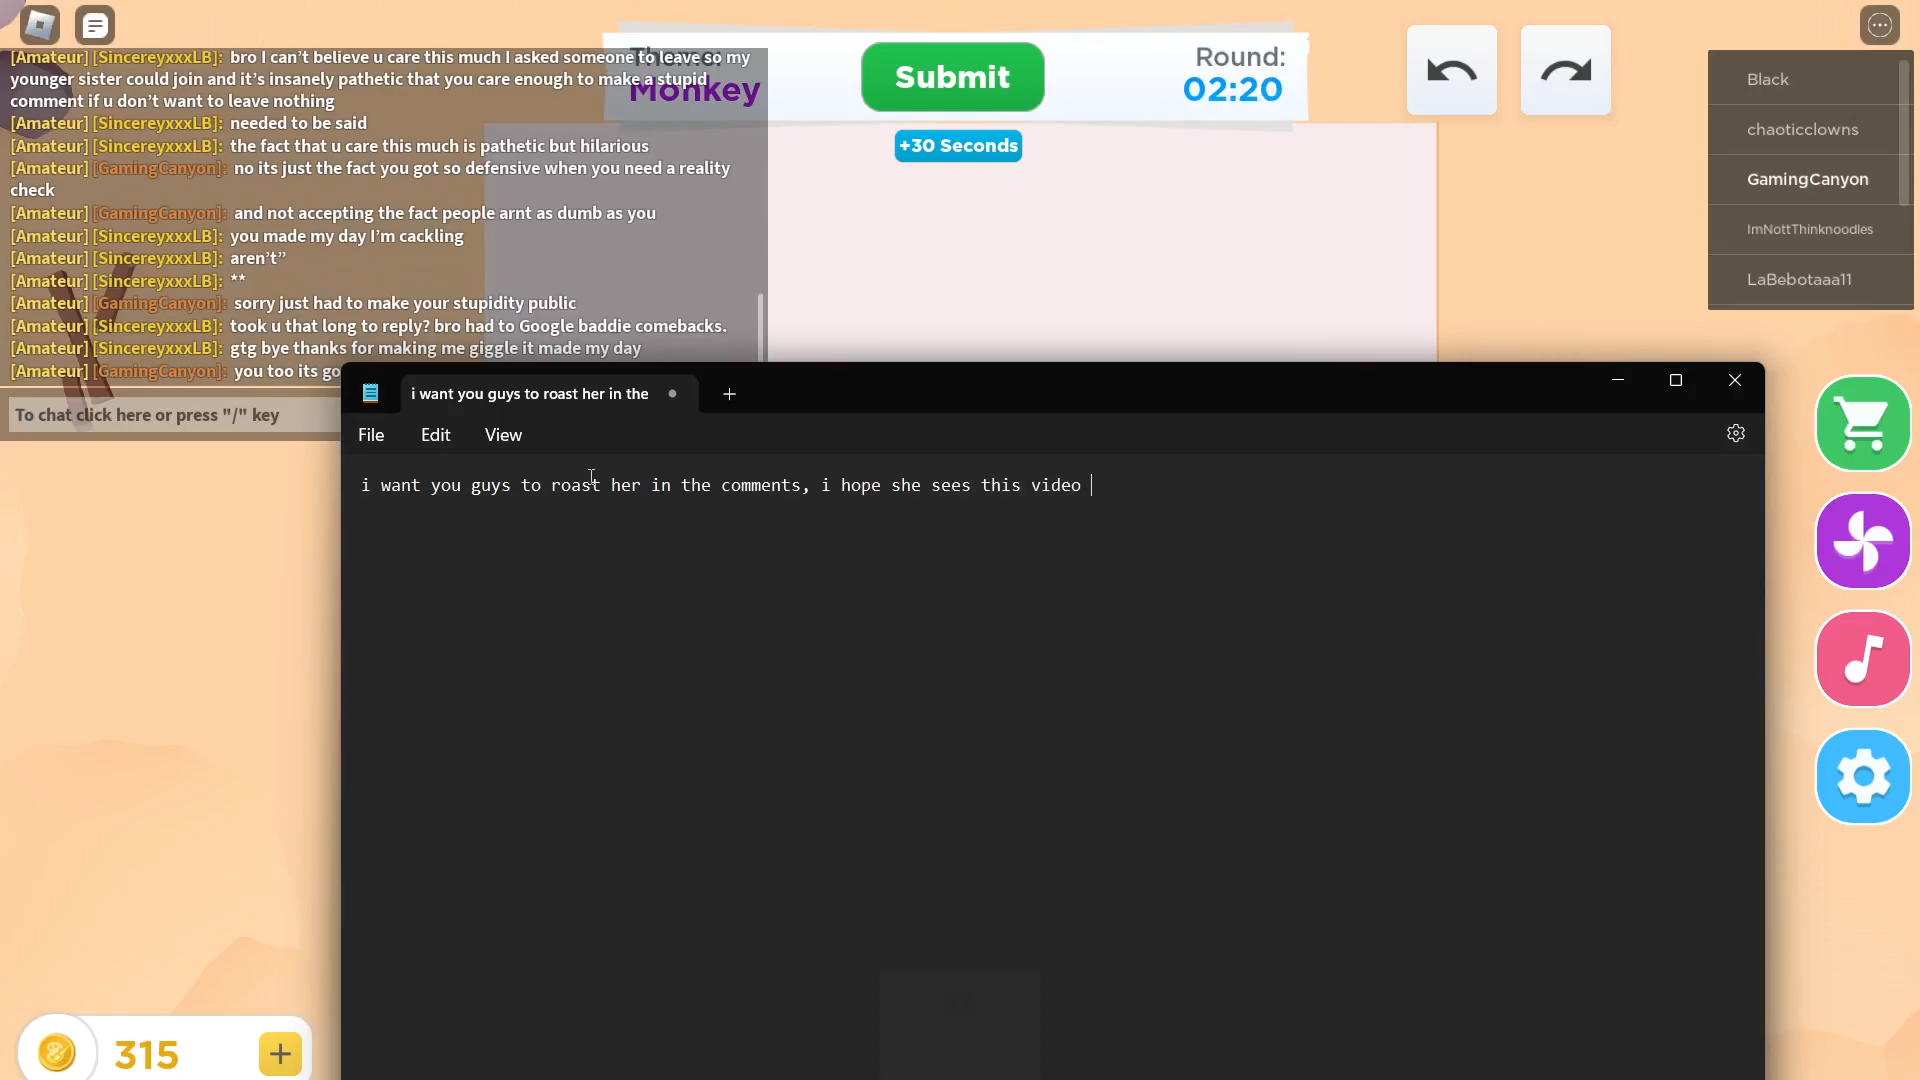 [Amateur] [SincereyxxxLB]: bro I can’t believe u care this much I asked someone to leave so my
younger sister could join and it’s insanely pathetic that you care enough to make a stupid
comment if u don’t want to leave nothing
[Amateur] [SincereyxxxLB]: needed to be said
[Amateur] [SincereyxxxLB]: the fact that u care this much is pathetic but hilarious
[Amateur] [GamingCanyon]: no its just the fact you got so defensive when you need a reality
check
[Amateur] [GamingCanyon]: and not accepting the fact people arnt as dumb as you
[Amateur] [SincereyxxxLB]: you made my day I’m cackling
[Amateur] [SincereyxxxLB]: aren’t”
[Amateur] [SincereyxxxLB]: **
[Amateur] [GamingCanyon]: sorry just had to make your stupidity public
[Amateur] [SincereyxxxLB]: took u that long to reply? bro had to Google baddie comebacks.
[Amateur] [SincereyxxxLB]: gtg bye thanks for making me giggle it made my day
[Amateur] [GamingCanyon]: you too its go
To chat click here or press "/" key
Theme:
Monkey
Submit
Round:
02:20
+30 Seconds
Black
chaoticclowns
GamingCanyon
ImNottThinknoodles
LaBebotaaa11
i want you guys to roast her in the
File Edit View
i want you guys to roast her in the comments, i hope she sees this video
315